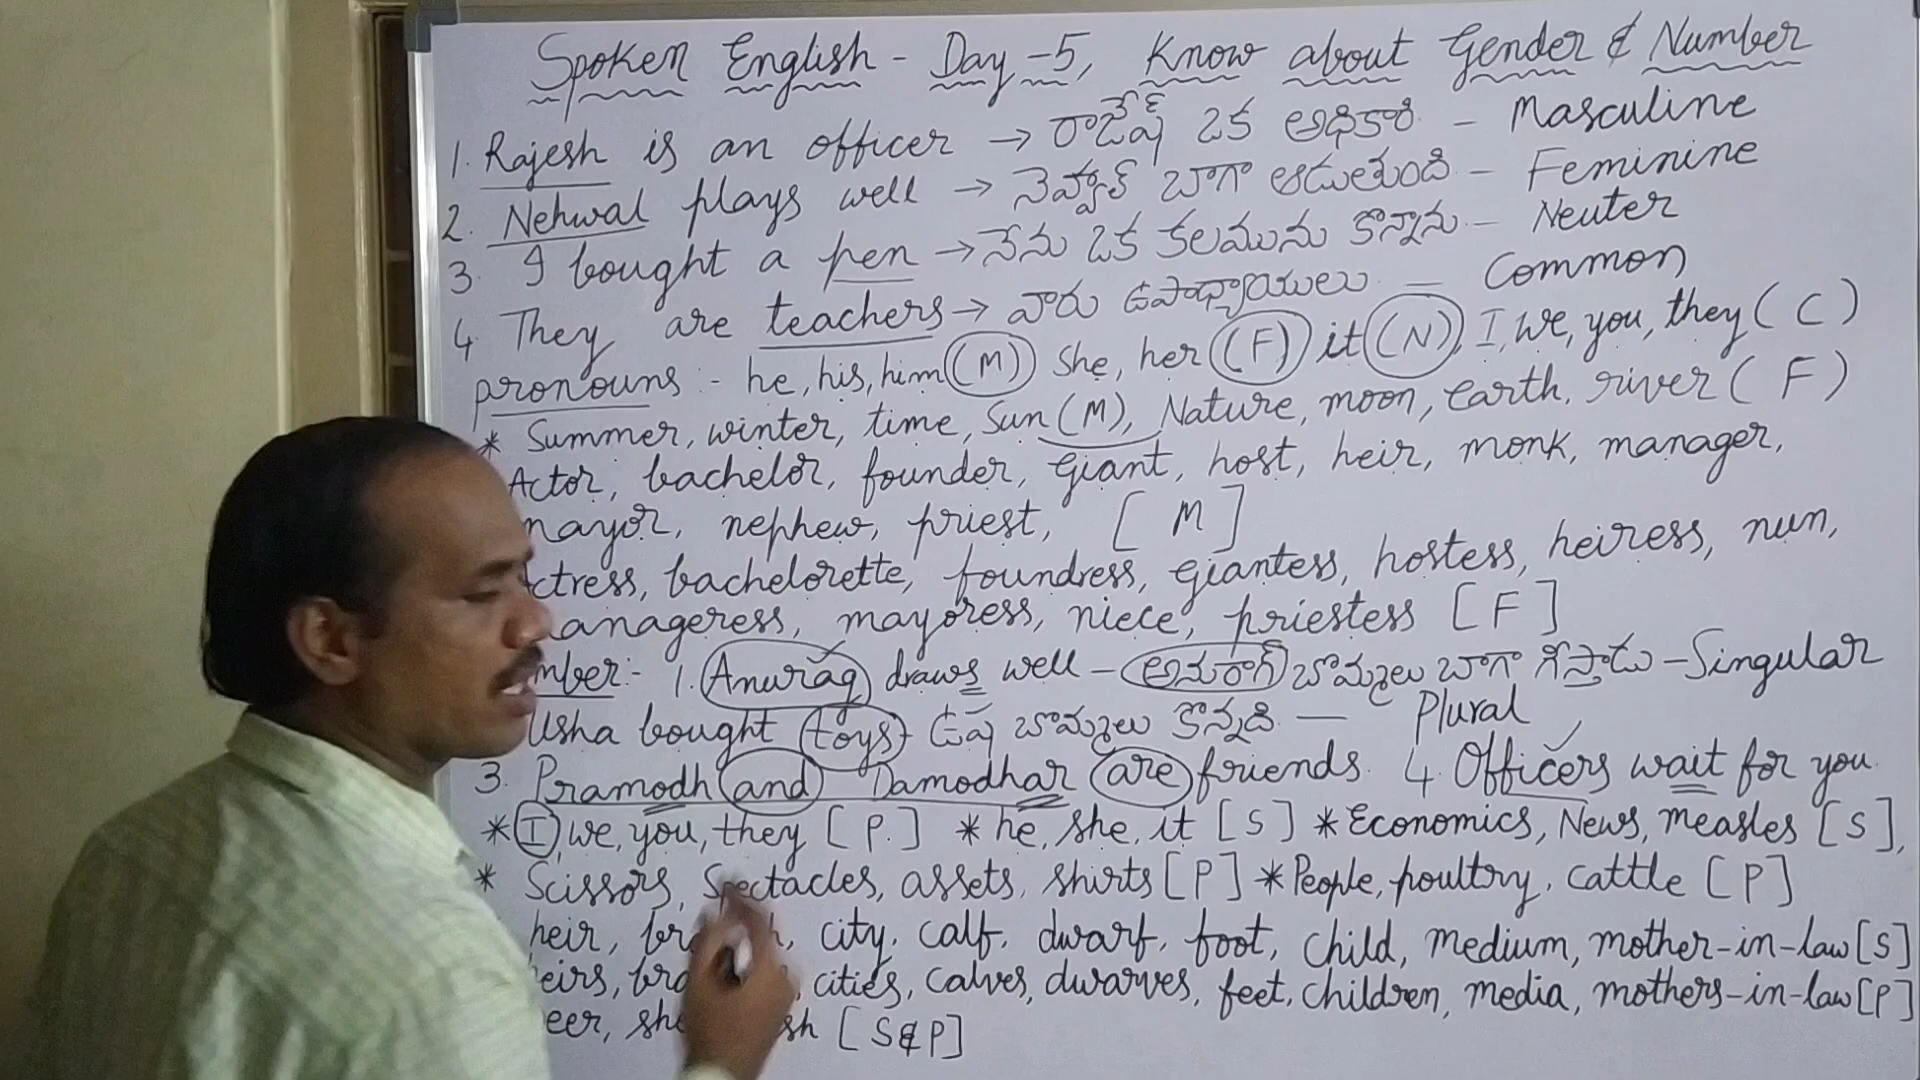 Spoken English - Day-5, Know about Gender & Number
1. Rajesh is an officer → రాజేష్ ఒక అధికారి - Masculine
2. Nehwal plays well → నెహ్వాల్ బాగా ఆడుతుంది - Feminine
3. I bought a pen → నేను ఒక కలమును కొన్నాను - Neuter
4 They are teachers → వారు ఉపాధ్యాయులు - Common
pronouns :- he, his, him (M) She, her (F) it (N), I, we, you, they (C)
* Summer, winter, time, Sun (M), Nature, moon, earth, river (F)
Actor, bachelor, founder, Giant, host, heir, monk, manager,
mayor, nephew, priest, [M]
ctress, bachelorette, foundress, giantess, hostess, heiress, nun,
anageress, mayoress, niece, priestess [F]
mber:- 1. Anurag draws well - అనురాగ్ బొమ్మలు బాగా గీస్తాడు - Singular
Usha bought toys - ఉష బొమ్మలు కొన్నది - Plural
3. Pramodh and Damodhar are friends. 4. Officers wait for you.
* I, we, you, they [P.] * he, she, it [S] * Economics, News, measles [S],
* Scissors, Spectacles, assets, shirts [P] * People, poultry, cattle [P]
heir, city, calf, dwarf, foot, child, medium, mother-in-law [S]
eirs, cities, calves, dwarves, feet, children, media, mothers-in-law [P]
eer, sh [S&P]